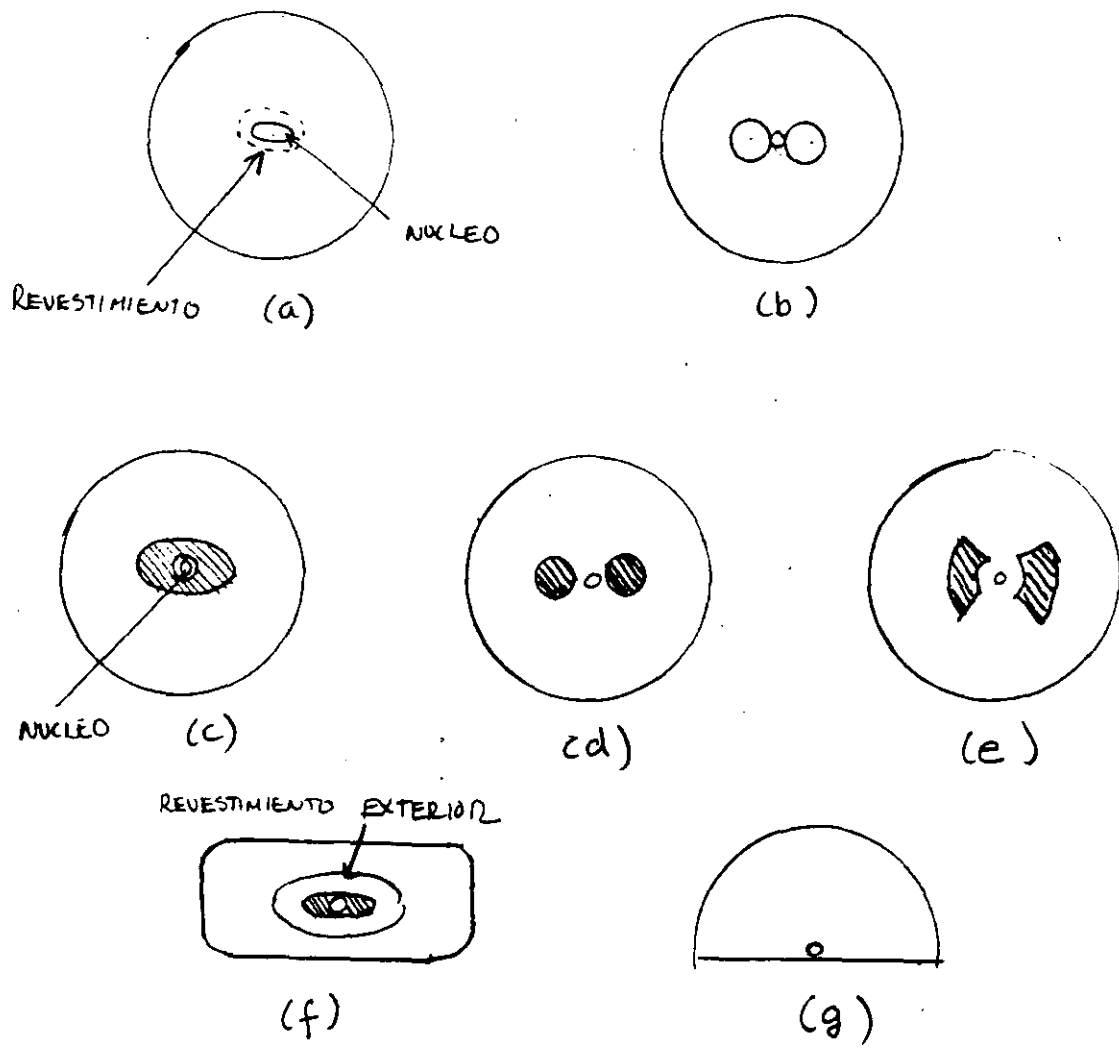 NUCLEO
REVESTIMIENTO
(a)
(b)
NUCLEO
(c)
(d)
(e)
REVESTIMIENTO EXTERIOR
(f)
(g)